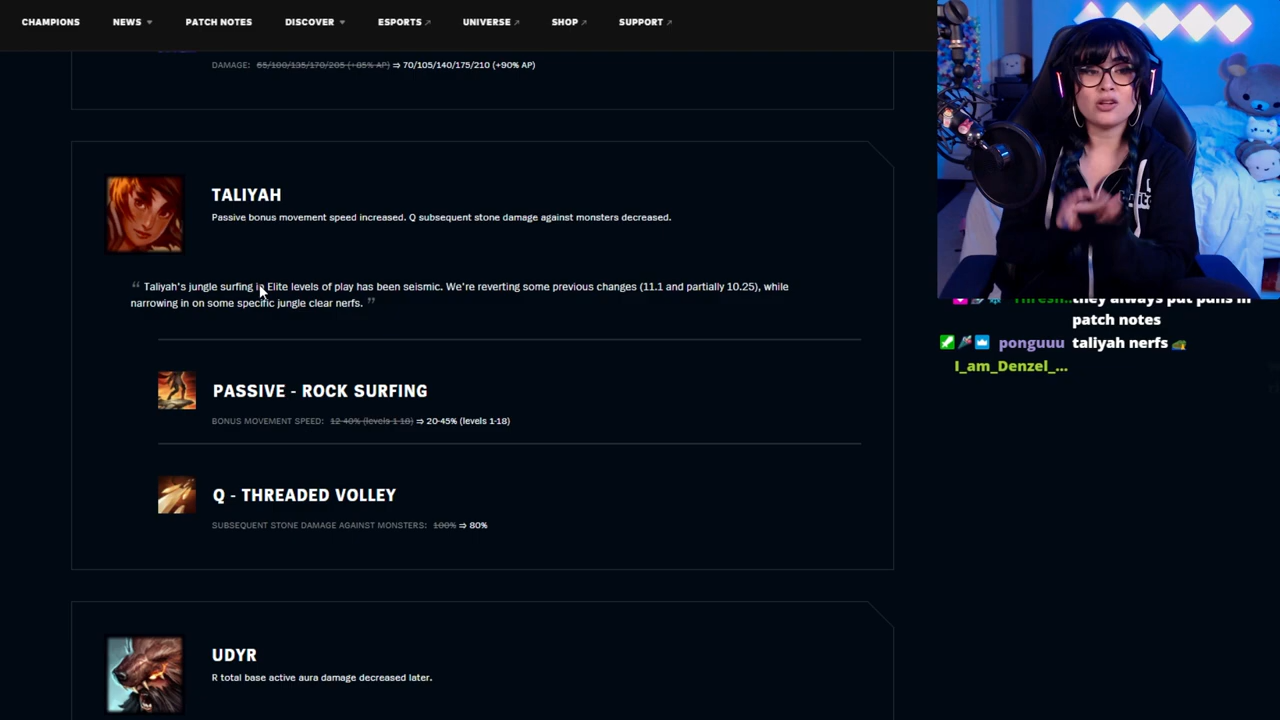 CHAMPIONS NEWS PATCH NOTES DISCOVER ESPORTS UNIVERSE SHOP SUPPORT
DAMAGE: 65/100/135/170/205 (+85% AP) ⇒ 70/105/140/175/210 (+90% AP)
TALIYAH
Passive bonus movement speed increased. Q subsequent stone damage against monsters decreased.
“ Taliyah's jungle surfing in Elite levels of play has been seismic. We're reverting some previous changes (11.1 and partially 10.25), while
narrowing in on some specific jungle clear nerfs. ”
PASSIVE - ROCK SURFING
BONUS MOVEMENT SPEED: 12-40% (levels 1-18) ⇒ 20-45% (levels 1-18)
Q - THREADED VOLLEY
SUBSEQUENT STONE DAMAGE AGAINST MONSTERS: 100% ⇒ 80%
UDYR
R total base active aura damage decreased later.
they always put puns in
patch notes
ponguuu taliyah nerfs
I_am_Denzel_...